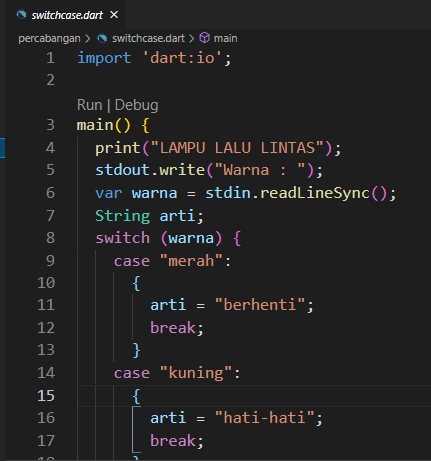 switchcase.dart ×
percabangan > switchcase.dart > main
1 import 'dart:io';
2
Run | Debug
3 main() {
4 print("LAMPU LALU LINTAS");
5 stdout.write("Warna : ");
6 var warna = stdin.readLineSync();
7 String arti;
8 switch (warna) {
9 case "merah":
10 {
11 arti = "berhenti";
12 break;
13 }
14 case "kuning":
15 {
16 arti = "hati-hati";
17 break;